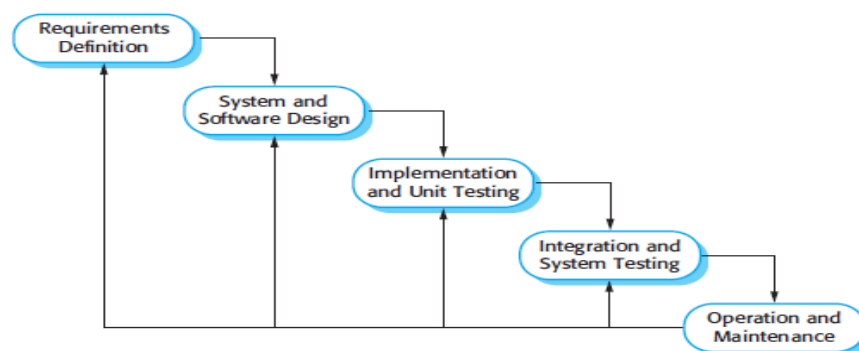 Requirements
Definition
System and
Software Design
Implementation
and Unit Testing
Integration and
System Testing
Operation and
Maintenance